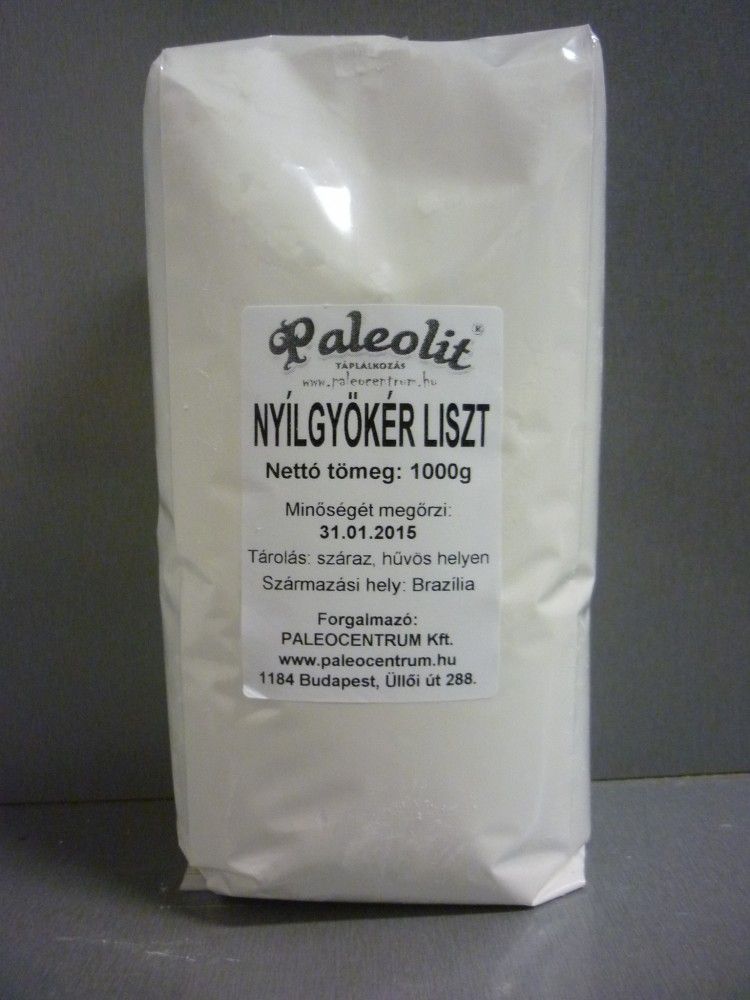 Paleolit ®
TÁPLÁLKOZÁS
www.paleocentrum.hu
NYÍLGYÖKÉR LISZT
Nettó tömeg: 1000g
Minőségét megőrzi:
31.01.2015
Tárolás: száraz, hűvös helyen
Származási hely: Brazília
Forgalmazó:
PALEOCENTRUM Kft.
www.paleocentrum.hu
1184 Budapest, Üllői út 288.